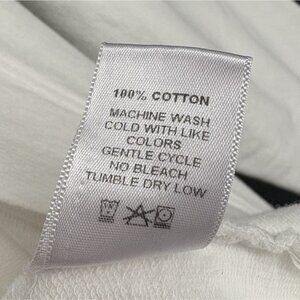 100% COTTON
MACHINE WASH
COLD WITH LIKE
COLORS
GENTLE CYCLE
NO BLEACH
TUMBLE DRY LOW